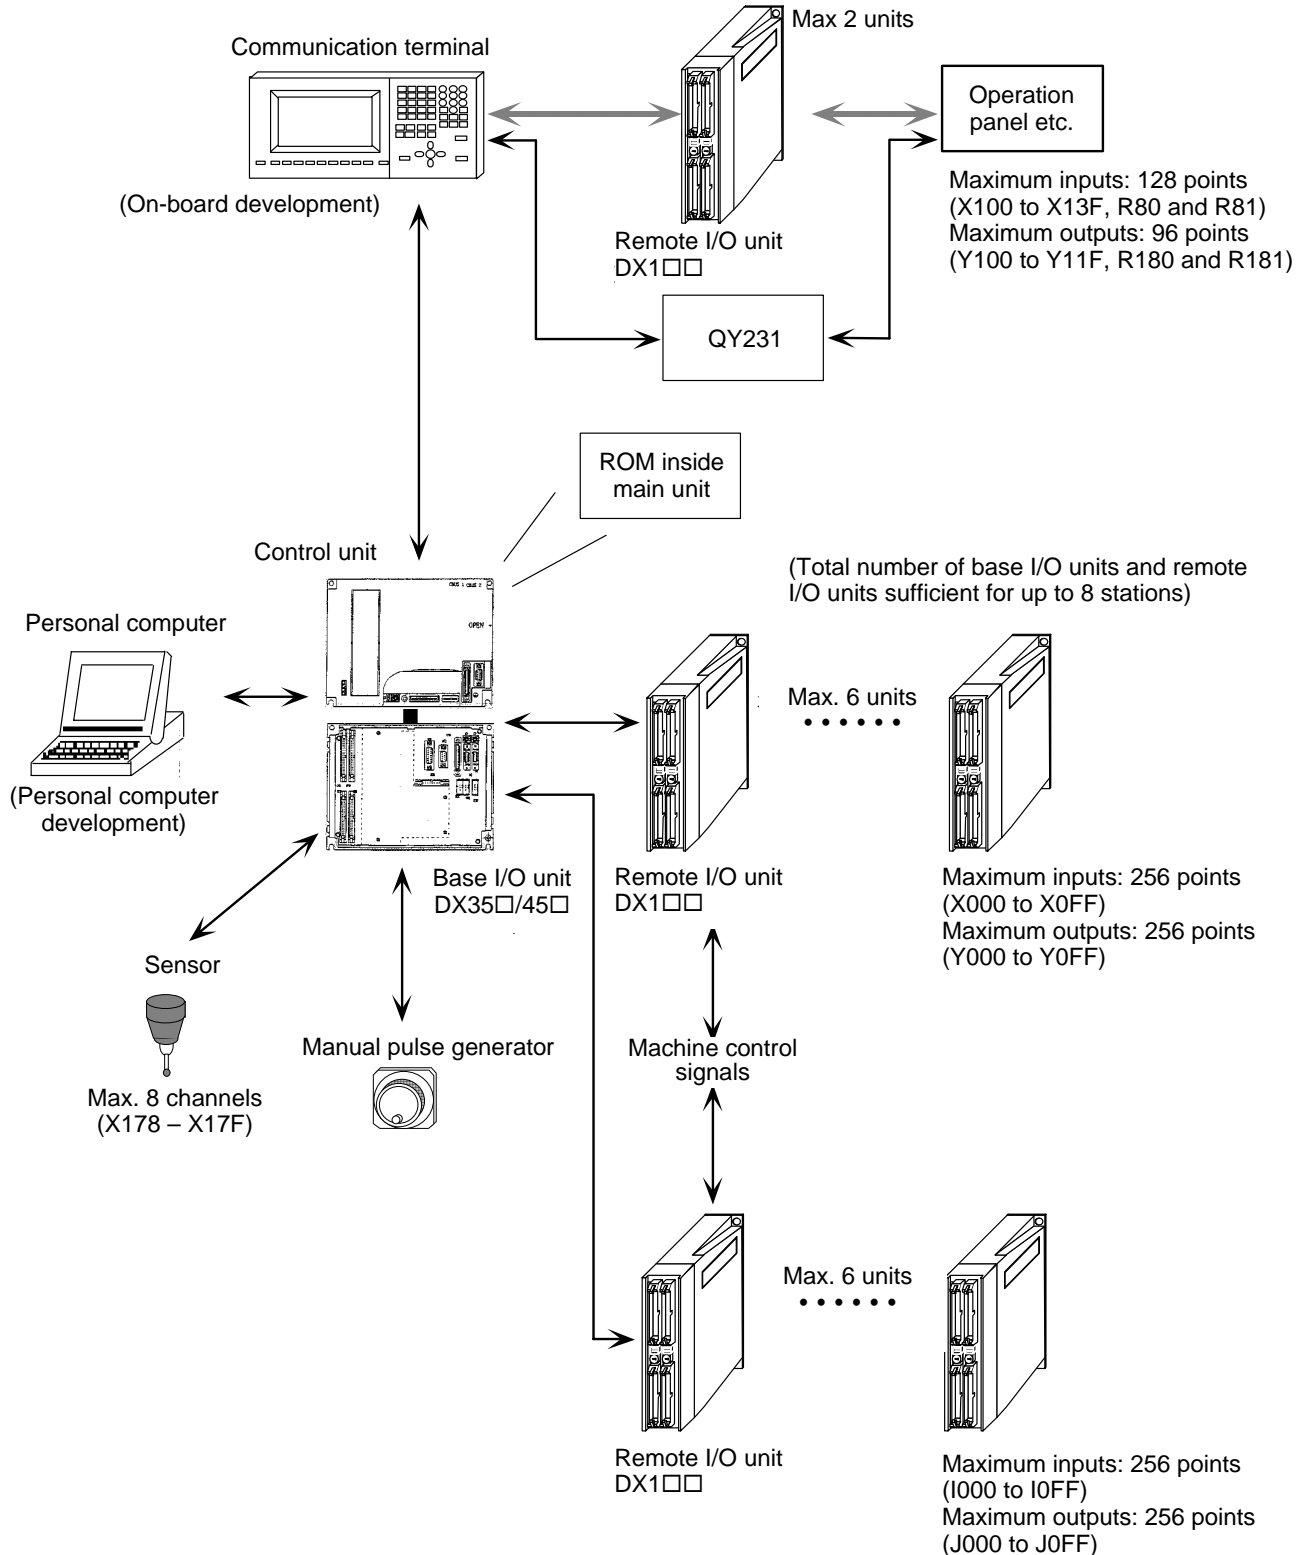 Max 2 units
Communication terminal
Operation
panel etc.
(On-board development)
Maximum inputs: 128 points
(X100 to X13F, R80 and R81)
Maximum outputs: 96 points
(Y100 to Y11F, R180 and R181)
Remote I/O unit
DX1□□
QY231
ROM inside
main unit
Control unit
(Total number of base I/O units and remote
I/O units sufficient for up to 8 stations)
CBUS 1 CBUS 2
OPEN
Personal computer
Max. 6 units
(Personal computer
development)
Base I/O unit
DX35□/45□
Remote I/O unit
DX1□□
Maximum inputs: 256 points
(X000 to X0FF)
Maximum outputs: 256 points
(Y000 to Y0FF)
Sensor
Manual pulse generator
Machine control
signals
Max. 8 channels
(X178 – X17F)
Max. 6 units
Remote I/O unit
DX1□□
Maximum inputs: 256 points
(I000 to I0FF)
Maximum outputs: 256 points
(J000 to J0FF)